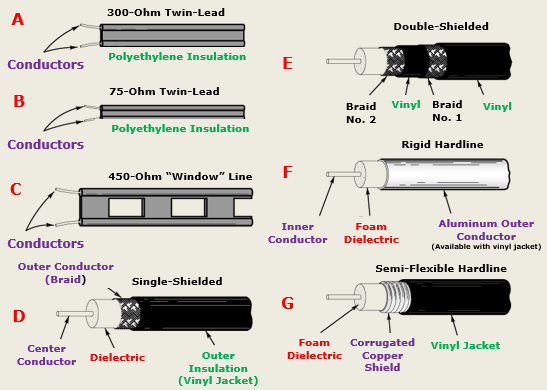 A
300-Ohm Twin-Lead
Conductors
Polyethylene Insulation
B
75-Ohm Twin-Lead
Polyethylene Insulation
Conductors
C
450-Ohm “Window” Line
Conductors
D
Outer Conductor
(Braid)
Single-Shielded
Center
Conductor
Dielectric
Outer
Insulation
(Vinyl Jacket)
Double-Shielded
E
Braid
No. 2
Vinyl
Braid
No. 1
Vinyl
Rigid Hardline
F
Inner
Conductor
Foam
Dielectric
Aluminum Outer
Conductor
(Available with vinyl jacket)
Semi-Flexible Hardline
G
Foam
Dielectric
Corrugated
Copper
Shield
Vinyl Jacket